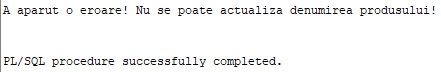 A aparut o eroare! Nu se poate actualiza denumirea produsului!
PL/SQL procedure successfully completed.